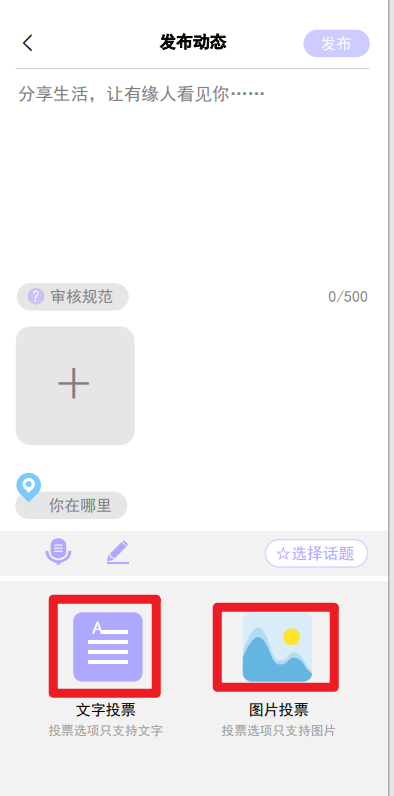 发布动态
发布
分享生活，让有缘人看见你……
? 审核规范
0/500
你在哪里
☆选择话题
A
文字投票
图片投票
投票选项只支持文字
投票选项只支持图片